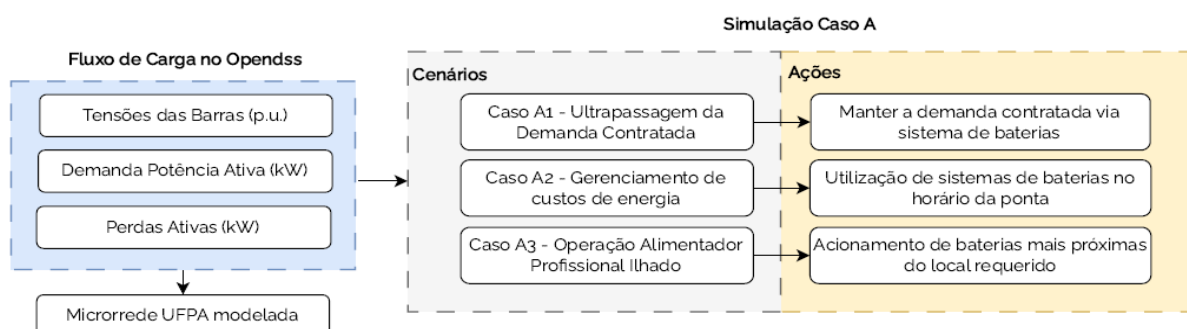 Simulação Caso A
Fluxo de Carga no Opendss
Tensões das Barras (p.u.)
Demanda Potência Ativa (kW)
Perdas Ativas (kW)
Microrrede UFPA modelada
Cenários
Caso A1 - Ultrapassagem da
Demanda Contratada
Caso A2 - Gerenciamento de
custos de energia
Caso A3 - Operação Alimentador
Profissional Ilhado
Ações
Manter a demanda contratada via
sistema de baterias
Utilização de sistemas de baterias no
horário da ponta
Acionamento de baterias mais próximas
do local requerido